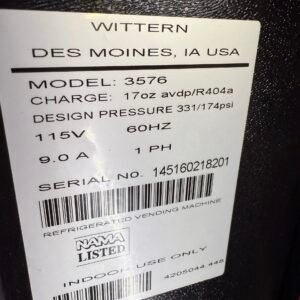 WITTERN
DES MOINES, IA USA
MODEL: 3576
CHARGE: 17oz avdp/R404a
DESIGN PRESSURE 331/174psi
115V 60HZ
9.0 A 1 PH
SERIAL No. 145160218201
REFRIGERATED VENDING MACHINE
NAMA
LISTED
INDOOR USE ONLY
4205044.445